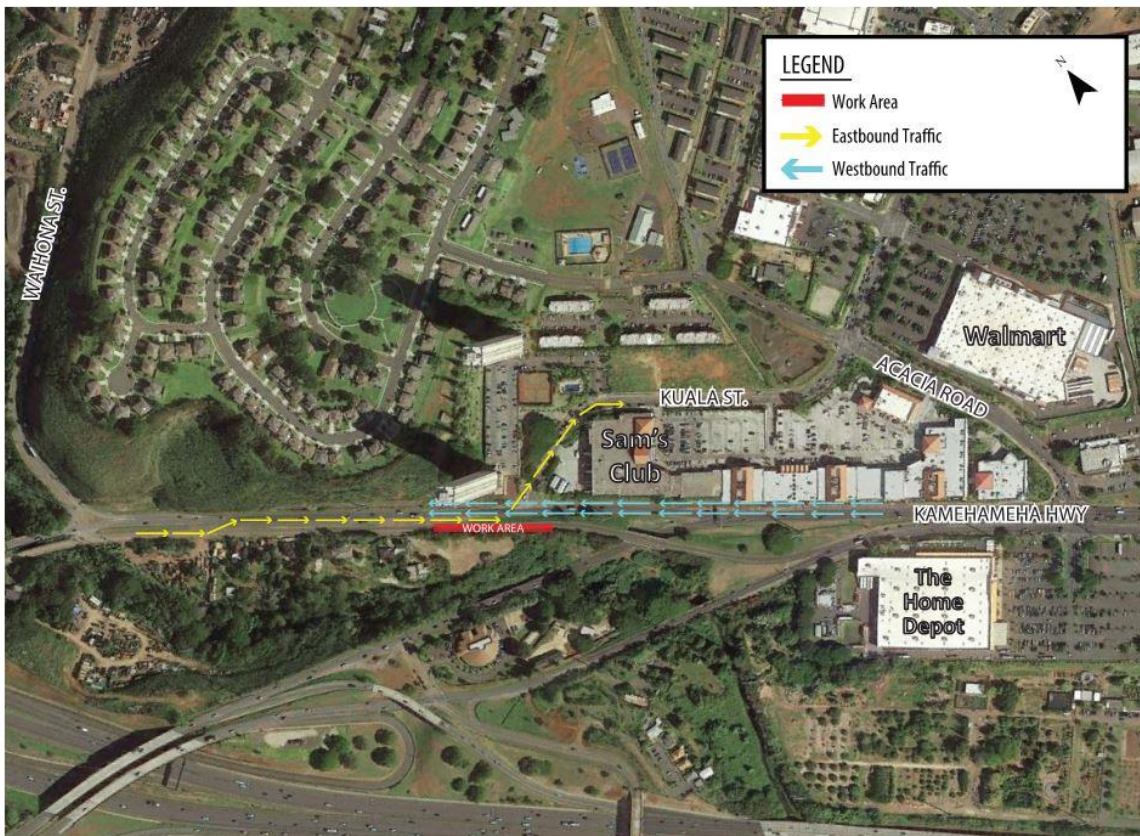 LEGEND
N
Work Area
Eastbound Traffic
Westbound Traffic
WAIHONA ST.
Walmart
ACACIA ROAD
KUALA ST.
Sam's
Club
KAMEHAMEHA HWY
WORK AREA
The
Home
Depot